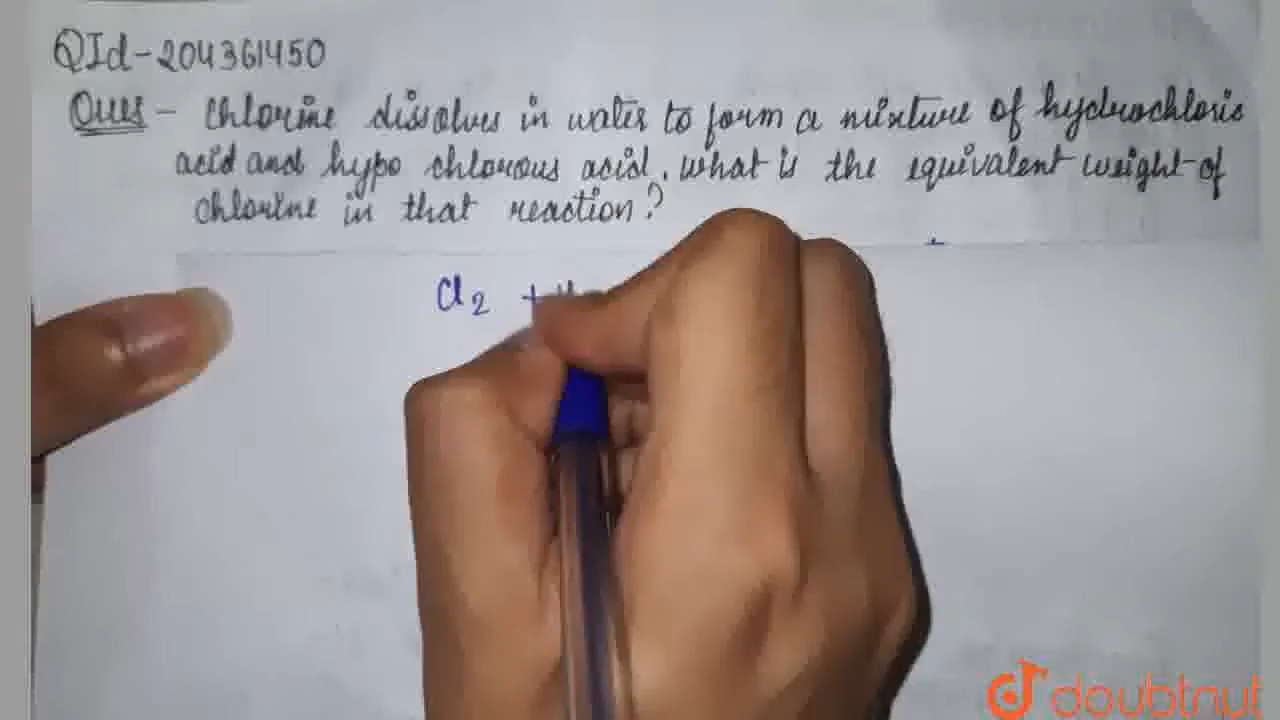 QId-204361450
Ques - Chlorine dissolves in water to form a mixture of hydrochloric
acid and hypo chlorous acid. what is the equivalent weight of
chlorine in that reaction?
Cl2 +
doubtnut